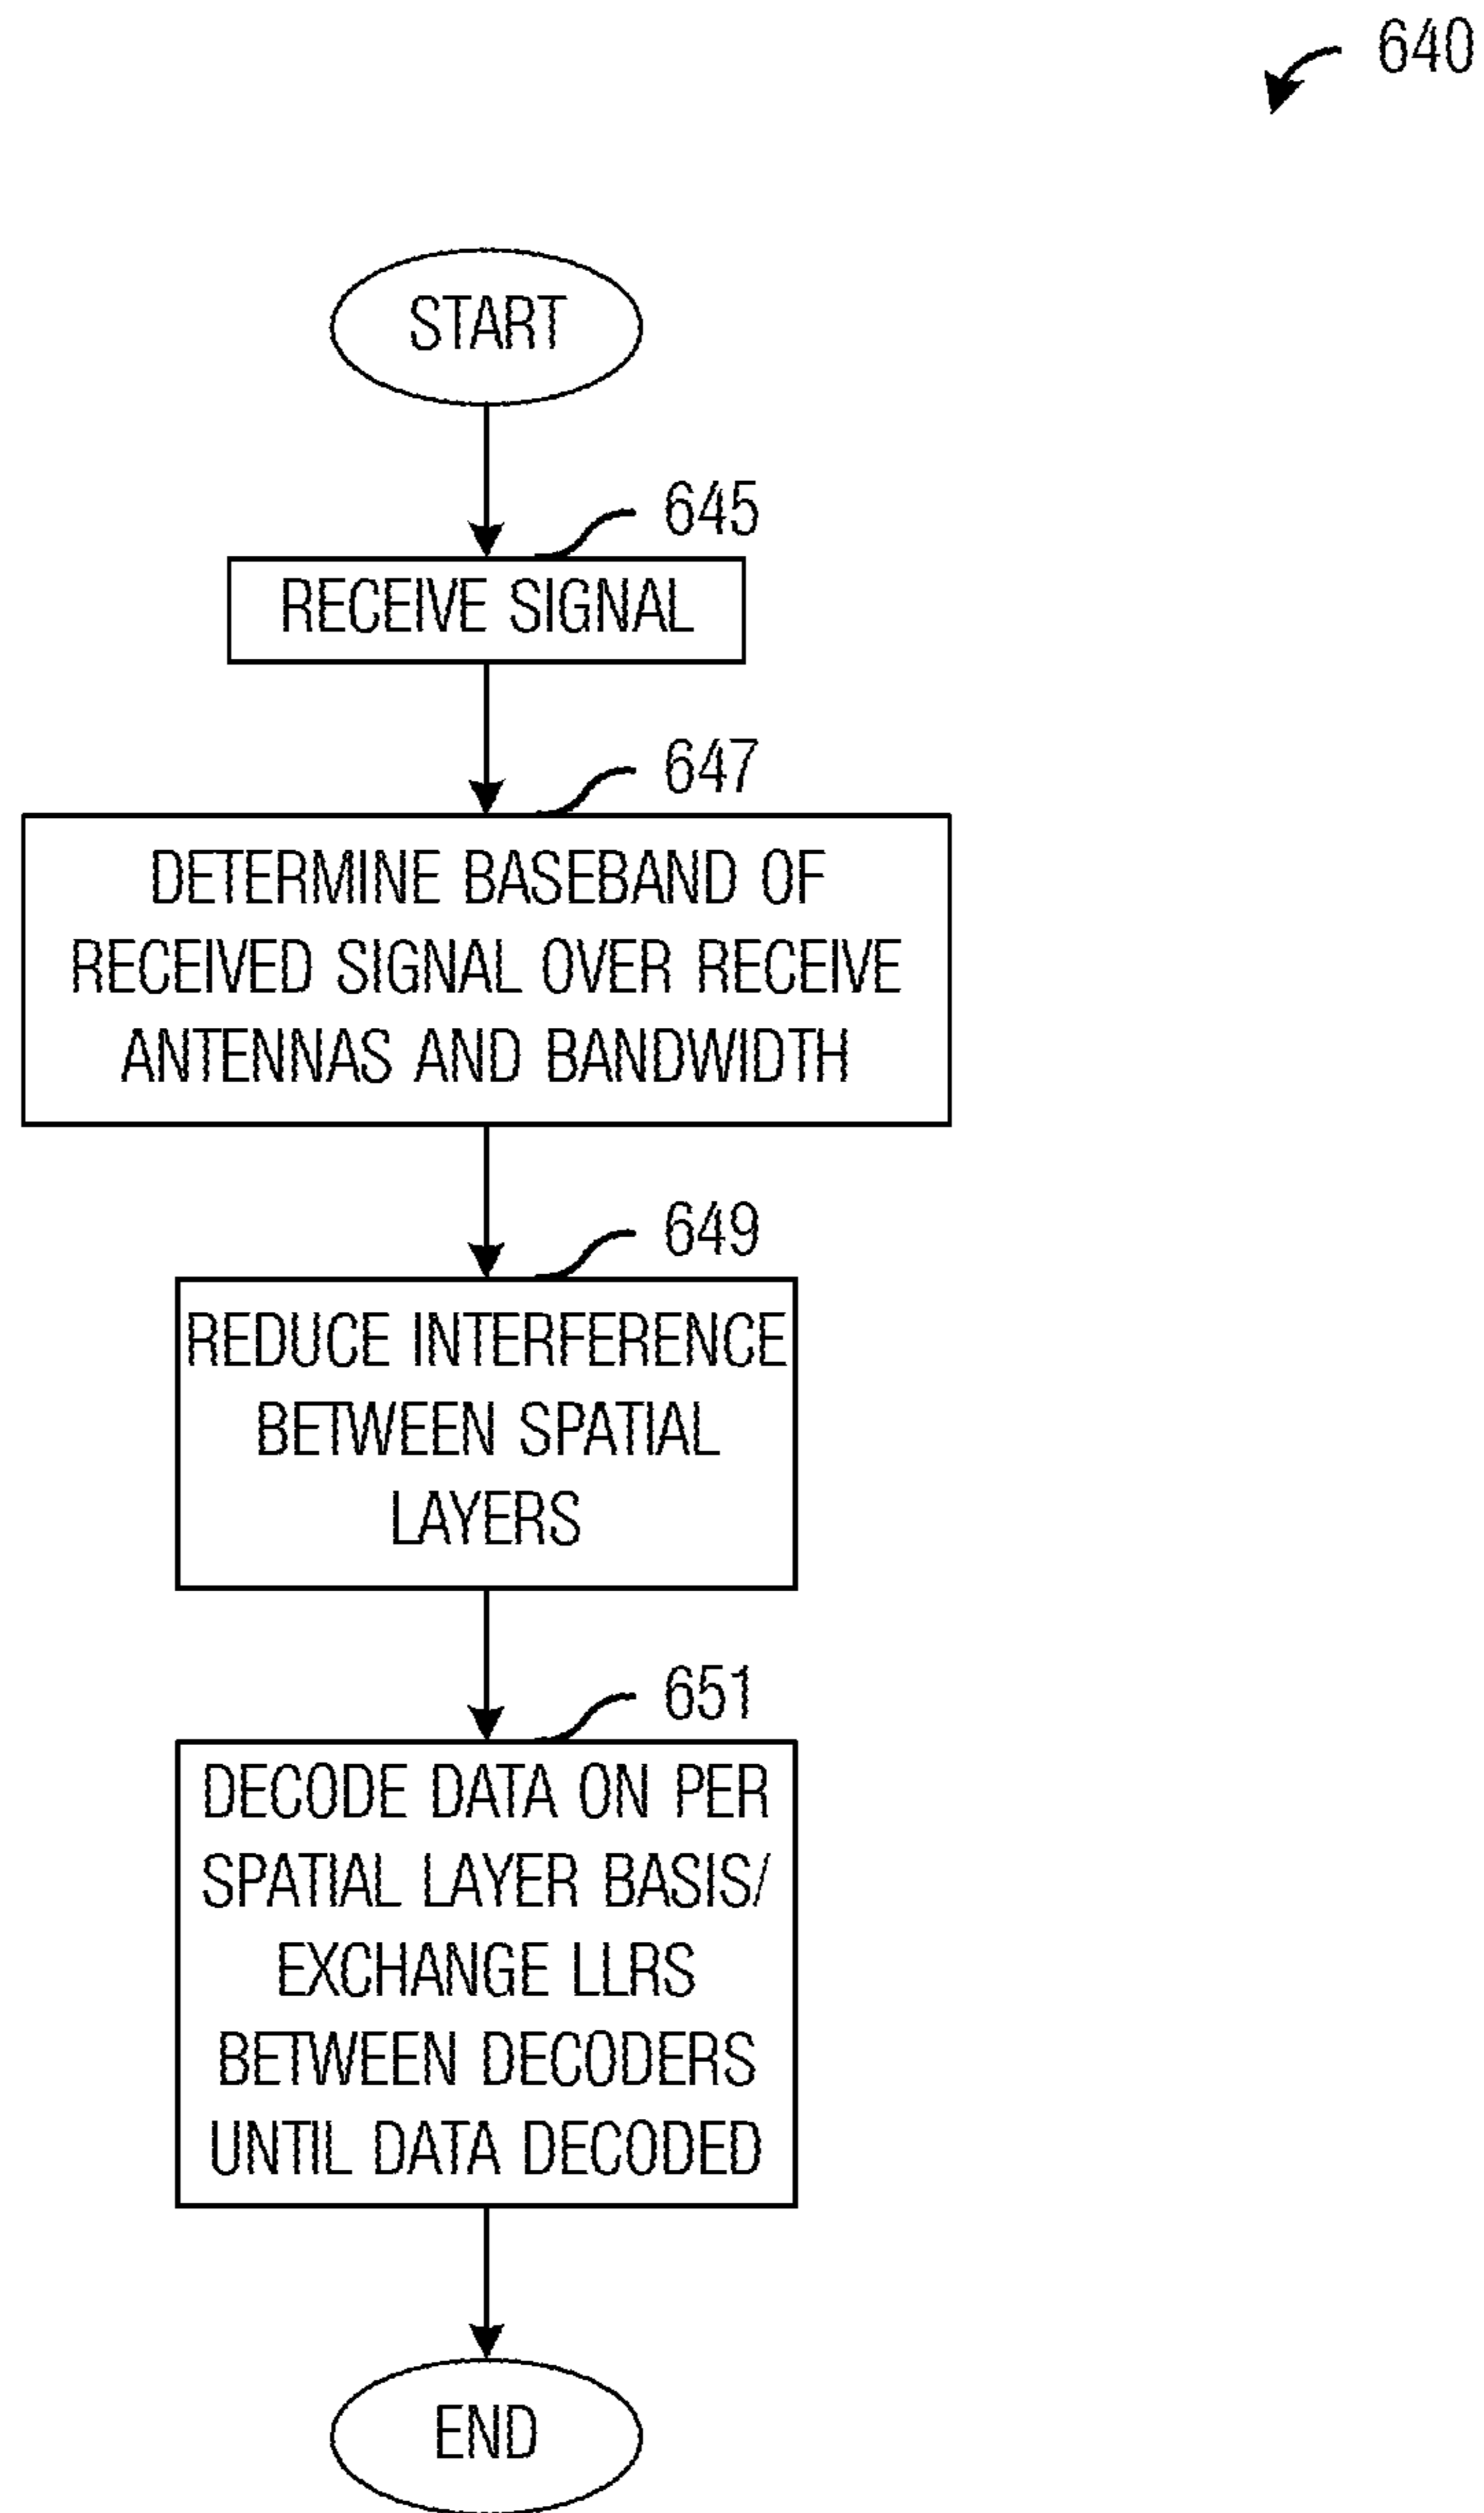 640
START
645
RECEIVE SIGNAL
647
DETERMINE BASEBAND OF
RECEIVED SIGNAL OVER RECEIVE
ANTENNAS AND BANDWIDTH
649
REDUCE INTERFERENCE
BETWEEN SPATIAL
LAYERS
651
DECODE DATA ON PER
SPATIAL LAYER BASIS/
EXCHANGE LLRS
BETWEEN DECODERS
UNTIL DATA DECODED
END